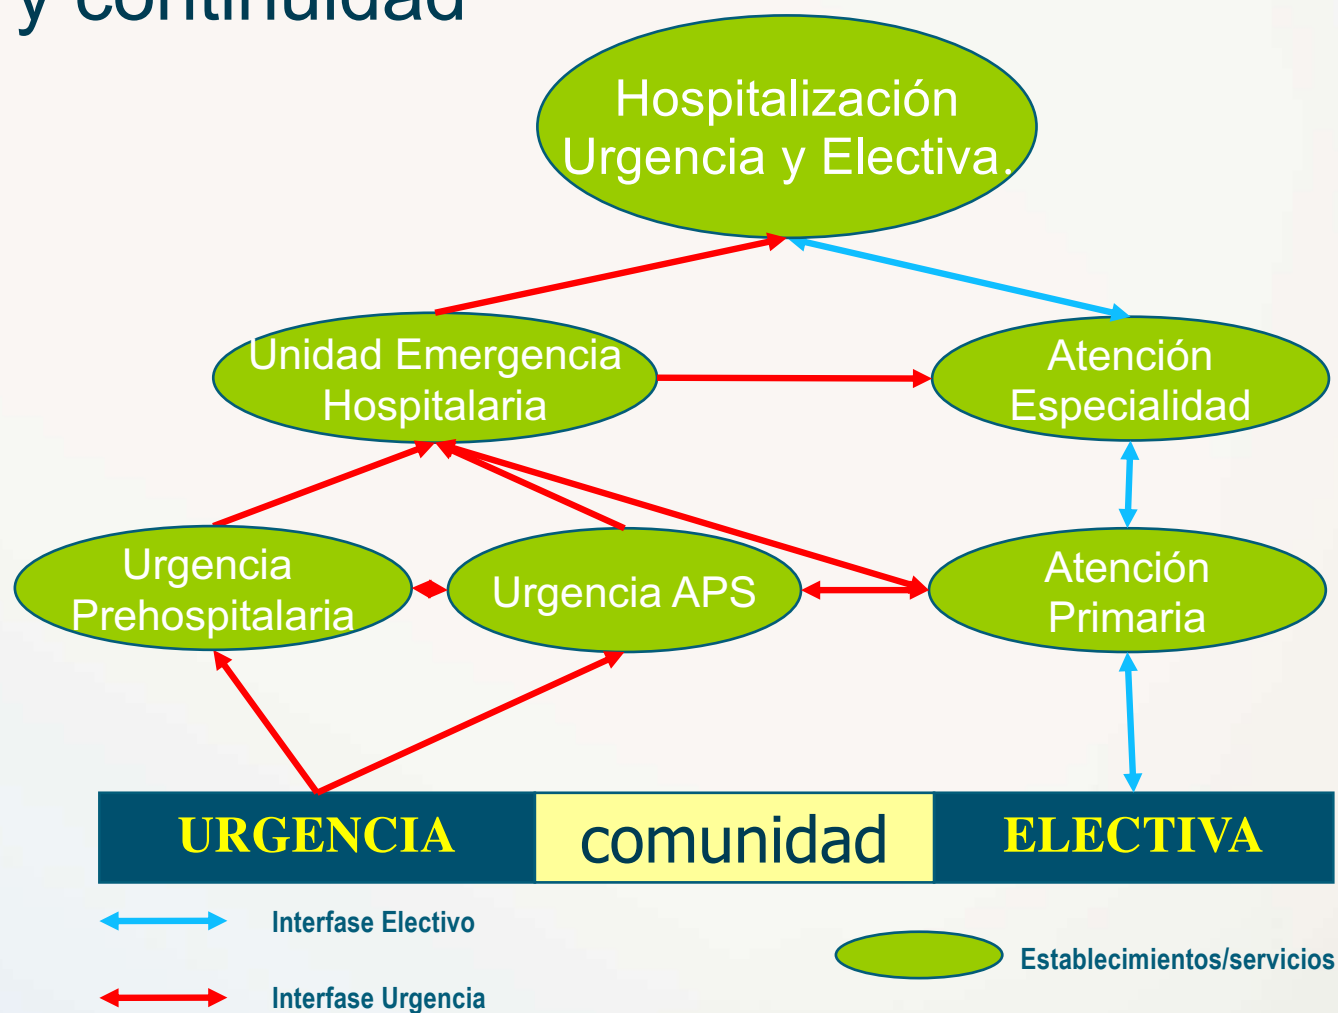 y continuidad
Hospitalización
Urgencia y Electiva.
Unidad Emergencia
Hospitalaria
Atención
Especialidad
Urgencia
Prehospitalaria
Urgencia APS
Atención
Primaria
URGENCIA
comunidad
ELECTIVA
Interfase Electivo
Establecimientos/servicios
Interfase Urgencia